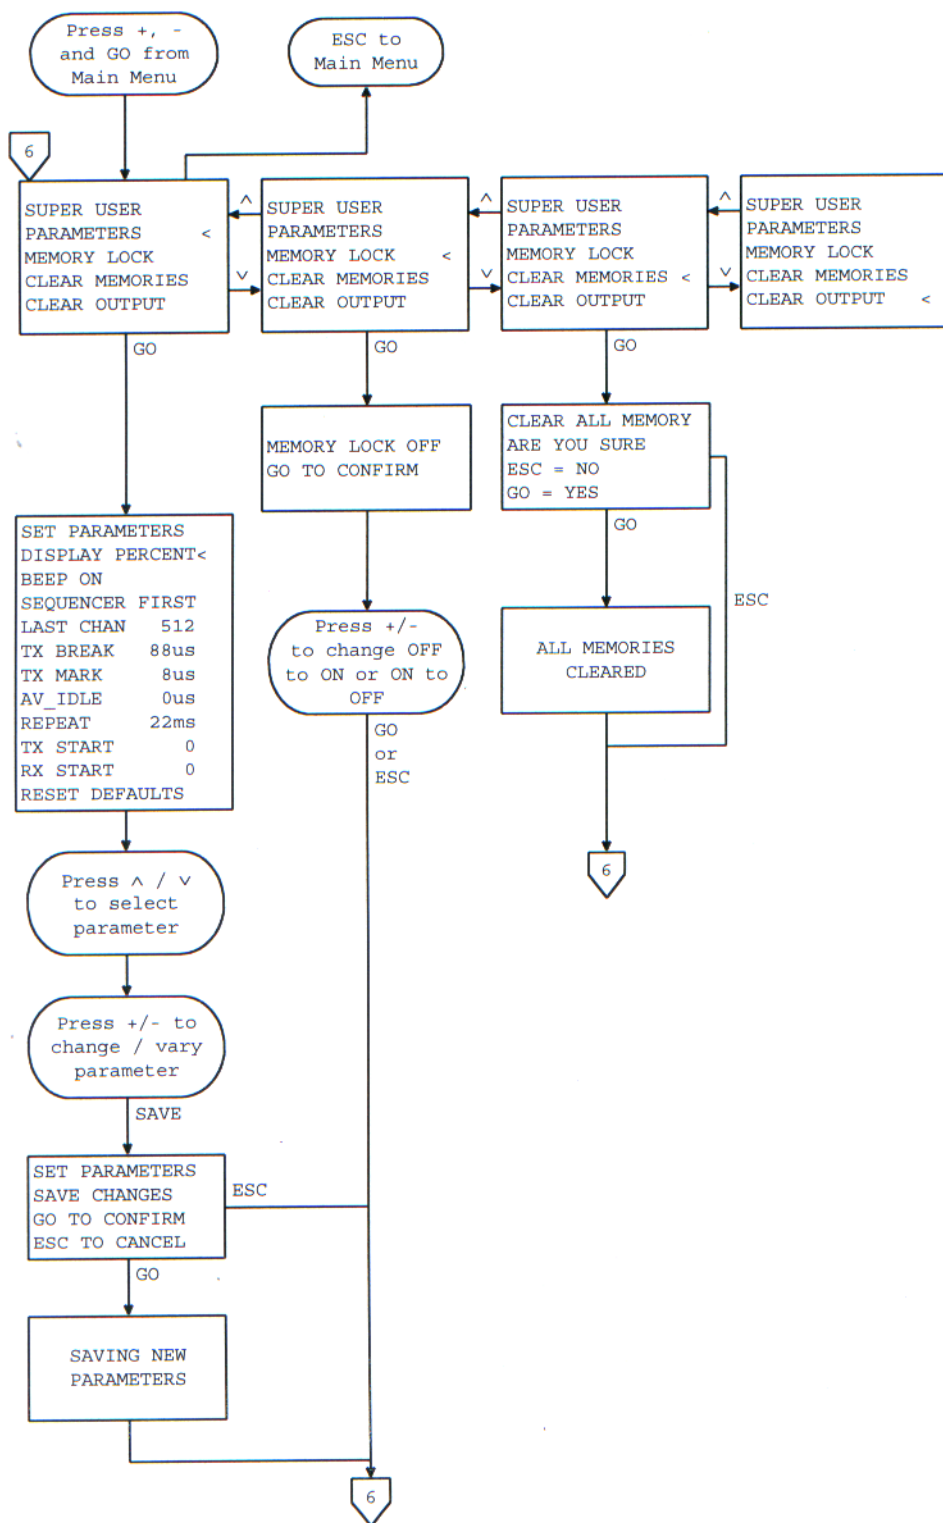 Press +, -
and GO from
Main Menu
ESC to
Main Menu
6
SUPER USER
PARAMETERS <
MEMORY LOCK
CLEAR MEMORIES
CLEAR OUTPUT
^
v
SUPER USER
PARAMETERS
MEMORY LOCK <
CLEAR MEMORIES
CLEAR OUTPUT
^
v
SUPER USER
PARAMETERS
MEMORY LOCK
CLEAR MEMORIES <
CLEAR OUTPUT
^
v
SUPER USER
PARAMETERS
MEMORY LOCK
CLEAR MEMORIES
CLEAR OUTPUT <
GO
GO
GO
MEMORY LOCK OFF
GO TO CONFIRM
CLEAR ALL MEMORY
ARE YOU SURE
ESC = NO
GO = YES
GO
ESC
SET PARAMETERS
DISPLAY PERCENT<
BEEP ON
SEQUENCER FIRST
LAST CHAN 512
TX BREAK 88us
TX MARK 8us
AV_IDLE 0us
REPEAT 22ms
TX START 0
RX START 0
RESET DEFAULTS
Press +/-
to change OFF
to ON or ON to
OFF
GO
or
ESC
ALL MEMORIES
CLEARED
6
Press ^ / v
to select
parameter
Press +/- to
change / vary
parameter
SAVE
SET PARAMETERS
SAVE CHANGES
GO TO CONFIRM
ESC TO CANCEL
ESC
GO
SAVING NEW
PARAMETERS
6